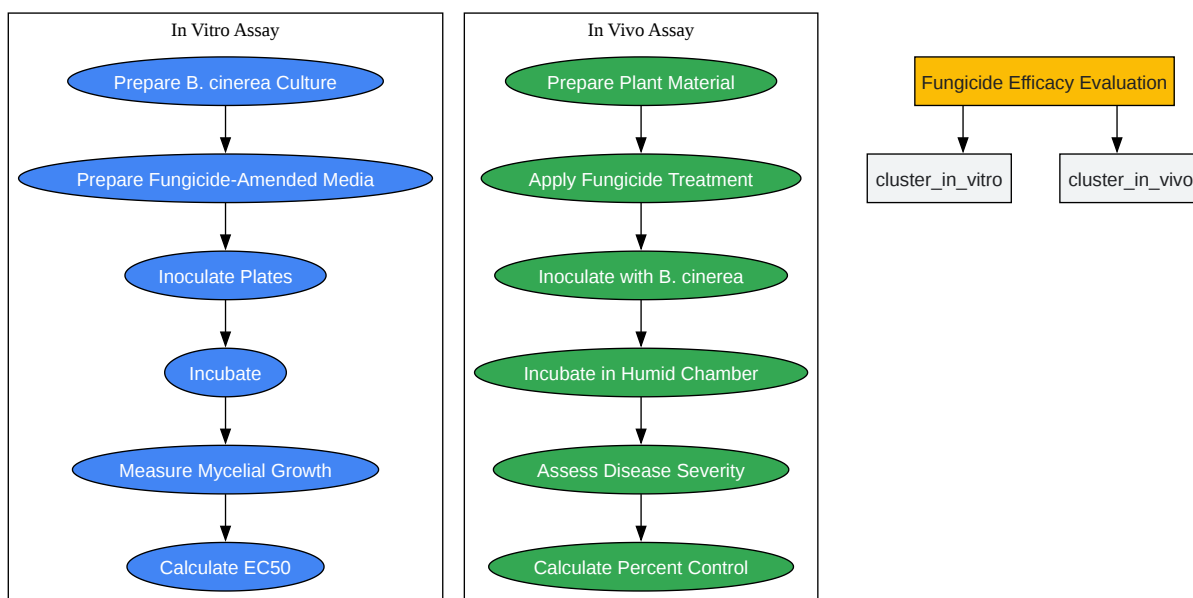 In Vitro Assay
Prepare B. cinerea Culture
Prepare Fungicide-Amended Media
Inoculate Plates
Incubate
Measure Mycelial Growth
Calculate EC50
In Vivo Assay
Prepare Plant Material
Apply Fungicide Treatment
Inoculate with B. cinerea
Incubate in Humid Chamber
Assess Disease Severity
Calculate Percent Control
Fungicide Efficacy Evaluation
cluster_in_vitro
cluster_in_vivo